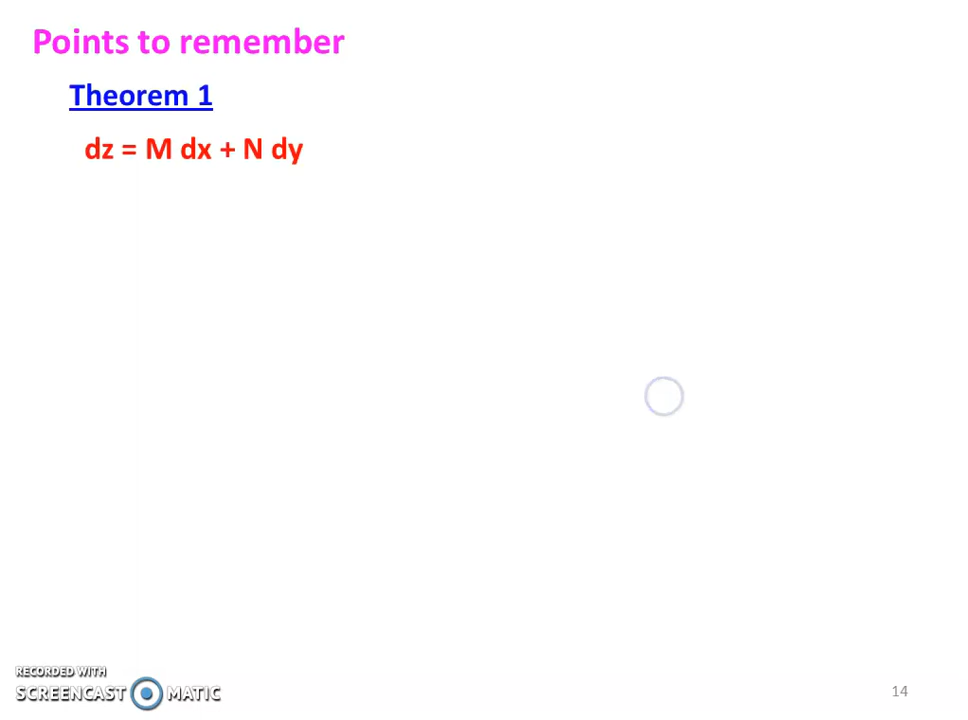 Points to remember
Theorem 1
dz = M dx + N dy
RECORDED WITH
SCREENCAST MATIC
14